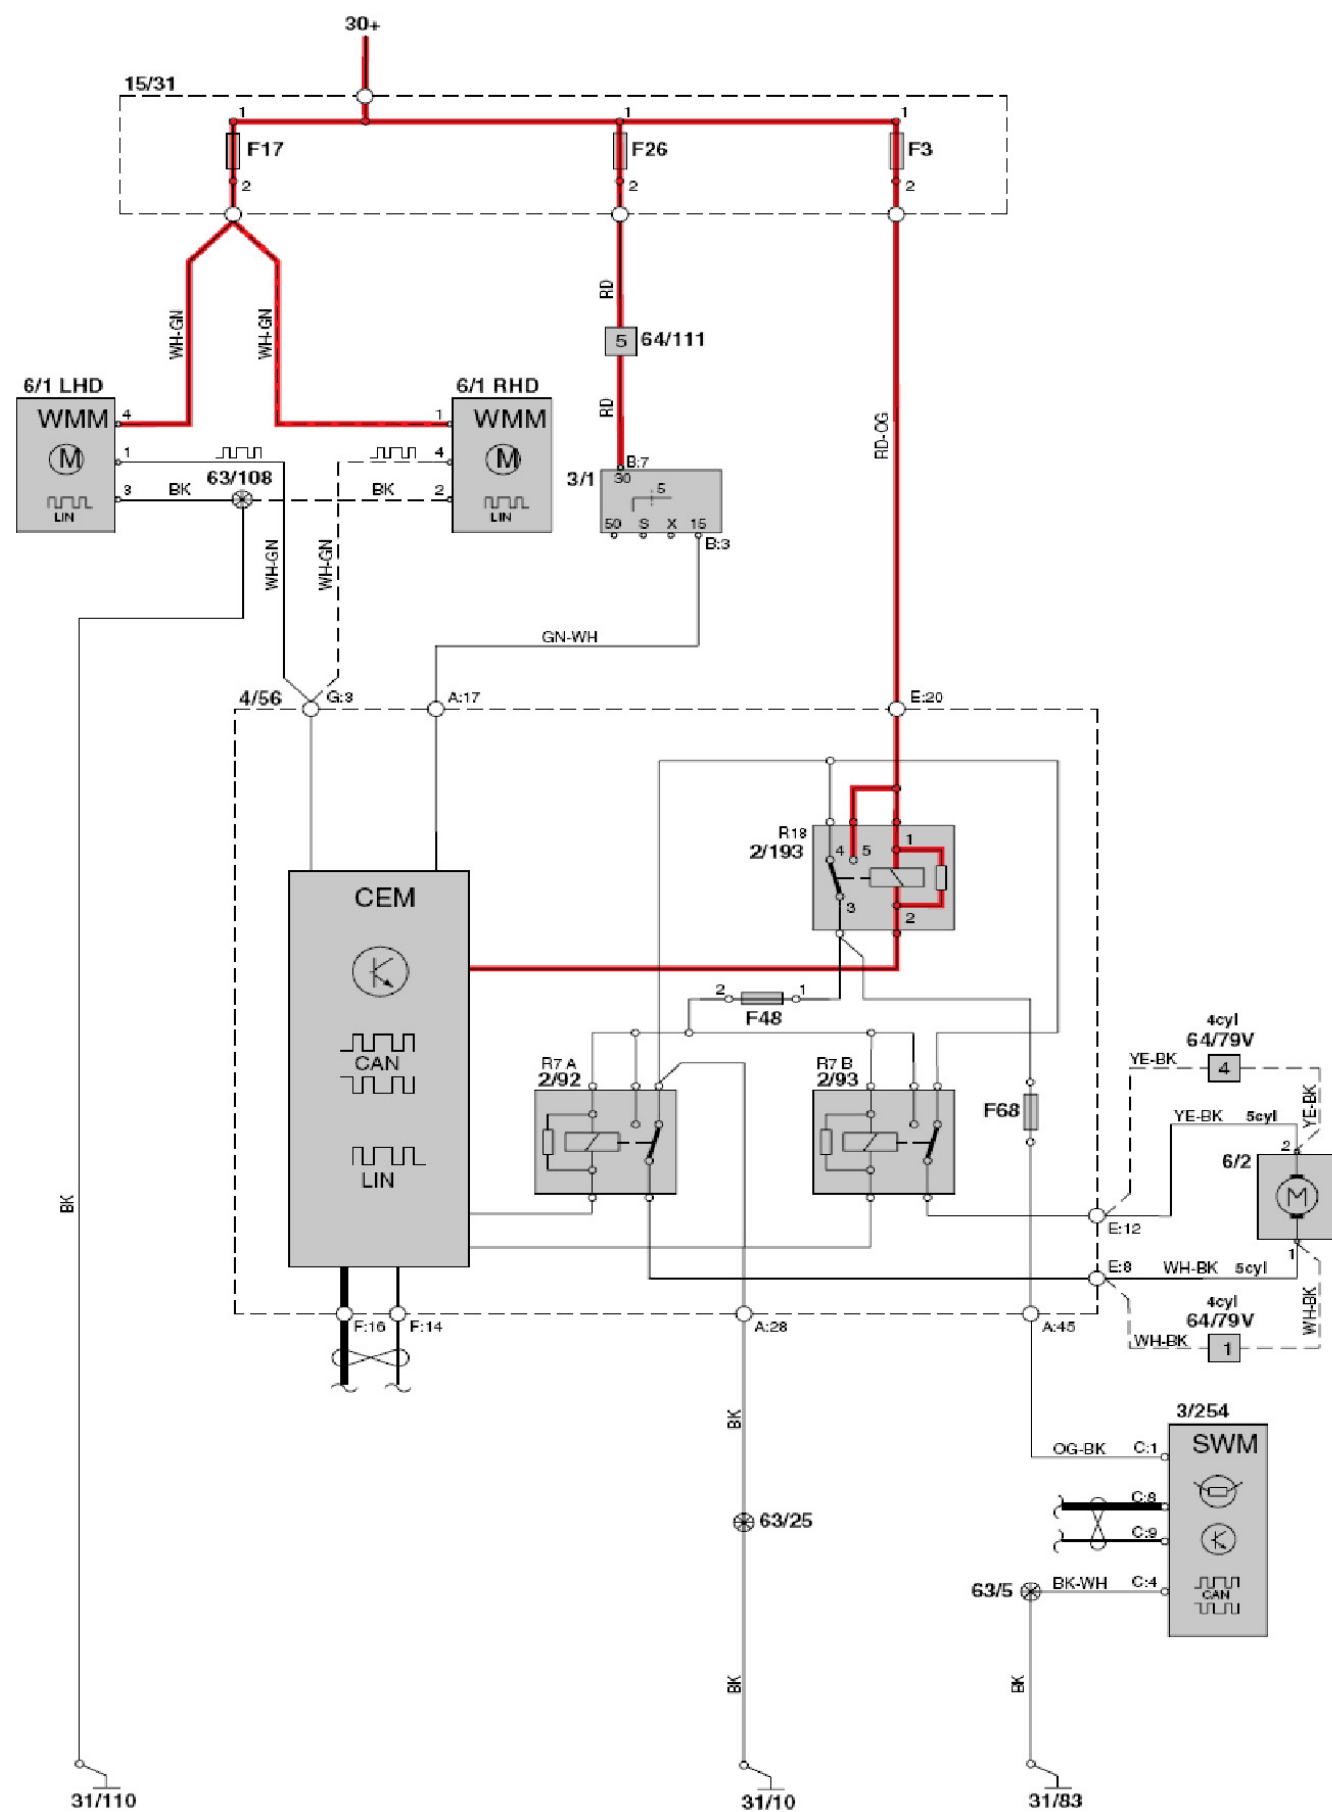 30+
15/31
1 1 1
F17 F26 F3
2 2 2
WH-GN WH-GN RD RD-OG
5 64/111
6/1 LHD 6/1 RHD
WMM 4 1 WMM
RD
M 1 4 M
63/108
3 BK BK 2
LIN LIN
3/1 B:7
30
5
50 S X 15
B:3
WH-GN WH-GN
GN-WH
4/56 G:3 A:17 E:20
R18
2/193 4 5 1
3 2
CEM
CAN
LIN
2 1
F48
R7 A
2/92
R7 B
2/93
F68
4cyl
64/79V
YE-BK 4 YE-BK
YE-BK 5cyl
2
6/2
M
1
E:12
E:8 WH-BK 5cyl
4cyl
64/79V
WH-BK 1 WH-BK
BK
F:16 F:14 A:28 A:45
BK
3/254
SWM
OG-BK C:1
C:8
C:9
63/25
63/5 BK-WH C:4
CAN
BK BK
31/110 31/10 31/83